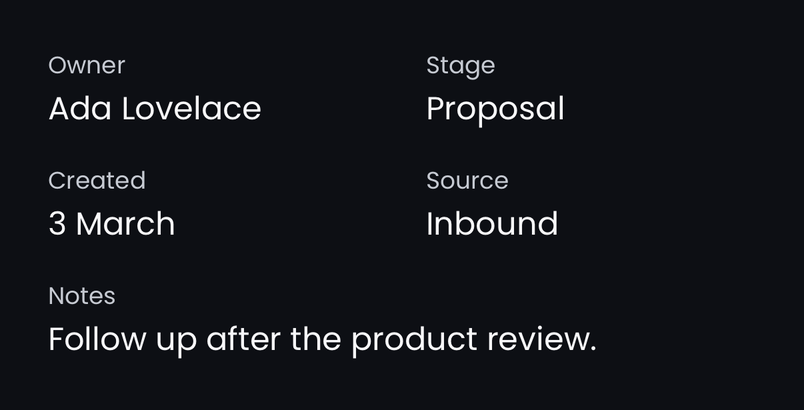 Owner
Ada Lovelace
Stage
Proposal
Created
3 March
Source
Inbound
Notes
Follow up after the product review.